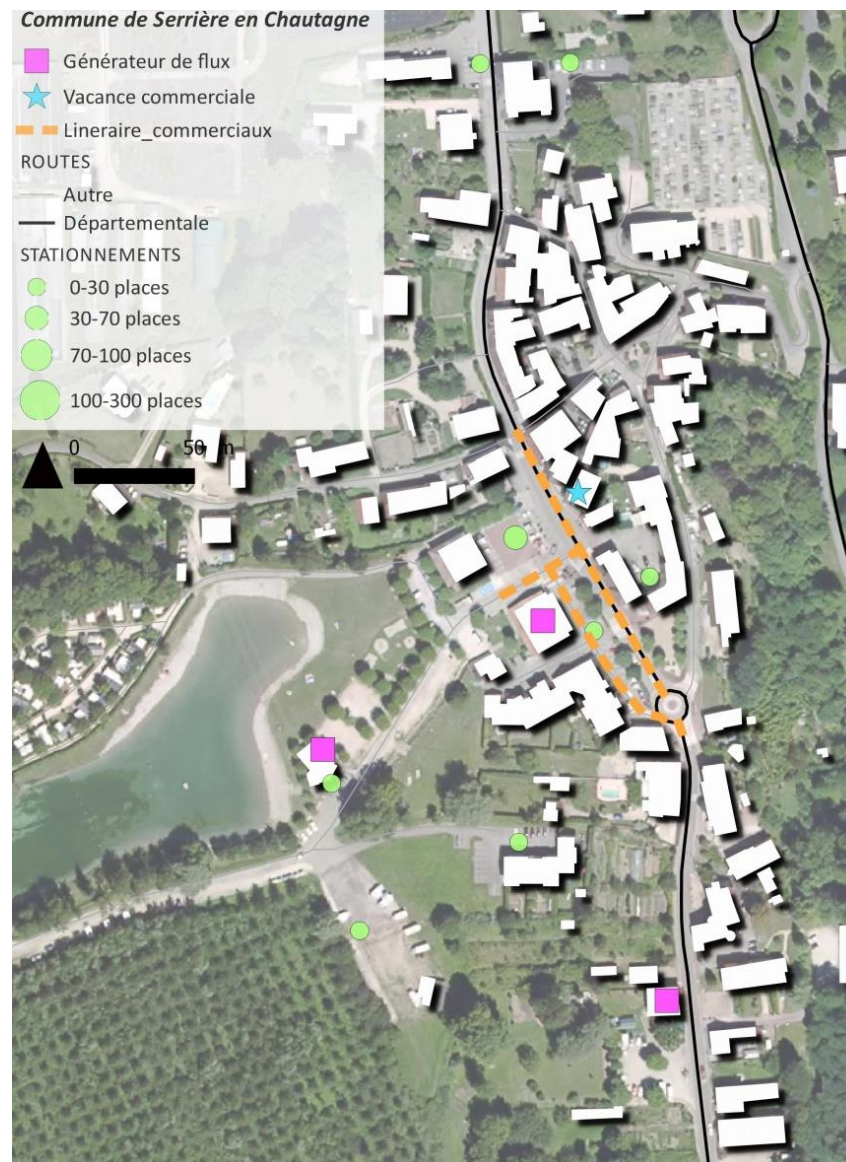 Commune de Serrière en Chautagne
Générateur de flux
Vacance commerciale
Lineraire_commerciaux
ROUTES
Autre
Départementale
STATIONNEMENTS
0-30 places
30-70 places
70-100 places
100-300 places
0 50 m